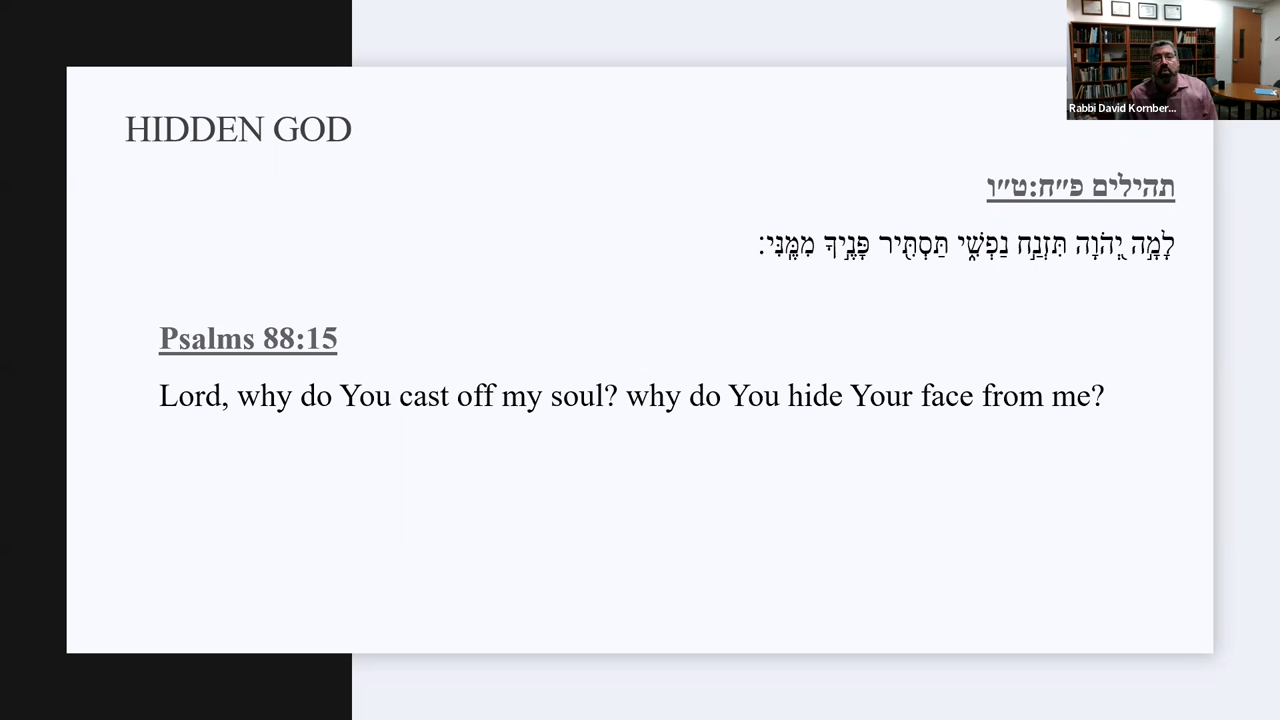 Rabbi David Kornber...
HIDDEN GOD
תהילים פ״ח:ט״ו
לָמָ֣ה יְ֭הֹוָה תִּזְנַ֣ח נַפְשִׁ֑י תַּסְתִּ֖יר פָּנֶ֣יךָ מִמֶּֽנִּי׃
Psalms 88:15
Lord, why do You cast off my soul? why do You hide Your face from me?